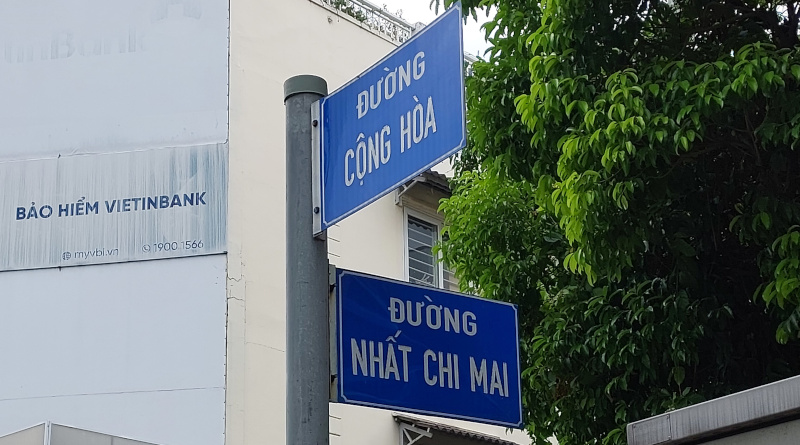 BẢO HIỂM VIETINBANK
myvbi.vn 1900 1566
ĐƯỜNG
CỘNG HÒA
ĐƯỜNG
NHẤT CHI MAI